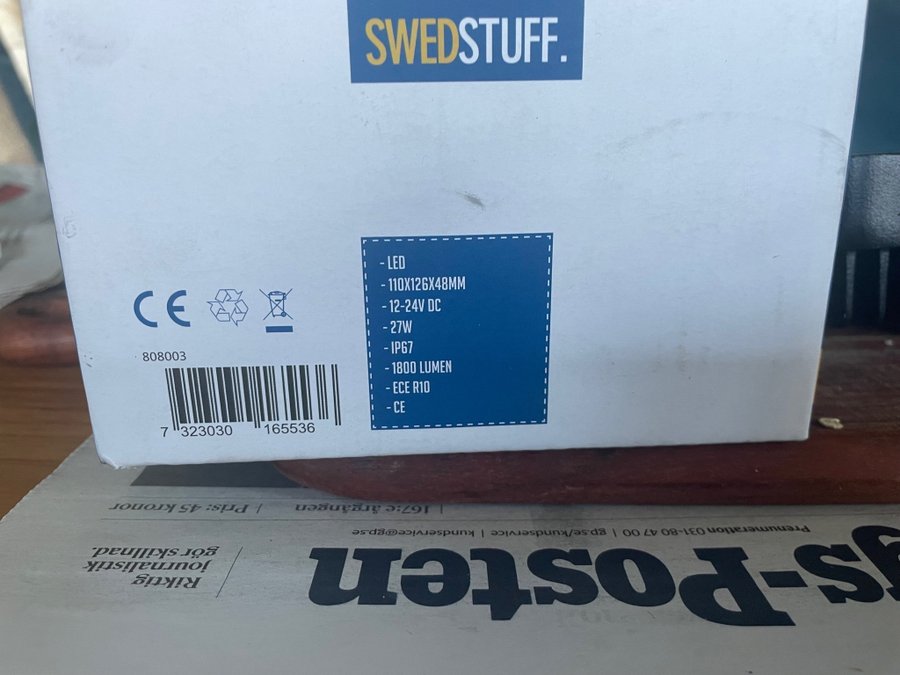 SWEDSTUFF.
- LED
- 110X126X48MM
- 12-24V DC
- 27W
- IP67
- 1800 LUMEN
- ECE R10
- CE
CE
808003
7 323030 165536
Prenumeration 031-80 47 00 | gp.se/kundservice | kundservice@gp.se
167:e årgången | Pris: 45 kronor
gs-Posten
Riktig
journalistik
gör skillnad.